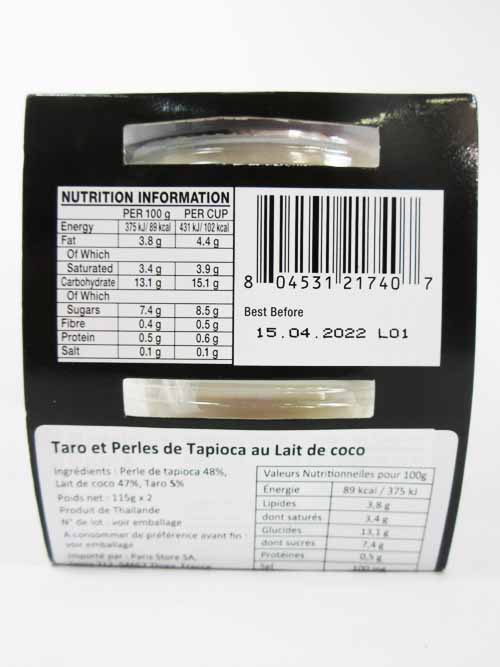 NUTRITION INFORMATION
PER 100 g PER CUP
Energy 375 kJ/ 89 kcal 431 kJ/ 102 kcal
Fat 3.8 g 4.4 g
Of Which
Saturated 3.4 g 3.9 g
Carbohydrate 13.1 g 15.1 g
Of Which
Sugars 7.4 g 8.5 g
Fibre 0.4 g 0.5 g
Protein 0.5 g 0.6 g
Salt 0.1 g 0.1 g
8 04531 21740 7
Best Before
15.04.2022 L01
Taro et Perles de Tapioca au Lait de coco
Ingrédients : Perle de tapioca 48%,
Lait de coco 47%, Taro 5%
Poids net : 115g x 2
Produit de Thaïlande
N° de lot : voir emballage
A consommer de préférence avant fin :
voir emballage
Importé par : Paris Store SA,
Valeurs Nutritionnelles pour 100g
Énergie 89 kcal / 375 kJ
Lipides 3,8 g
dont saturés 3,4 g
Glucides 13,1 g
dont sucres 7,4 g
Protéines 0,5 g
Sel 100 mg